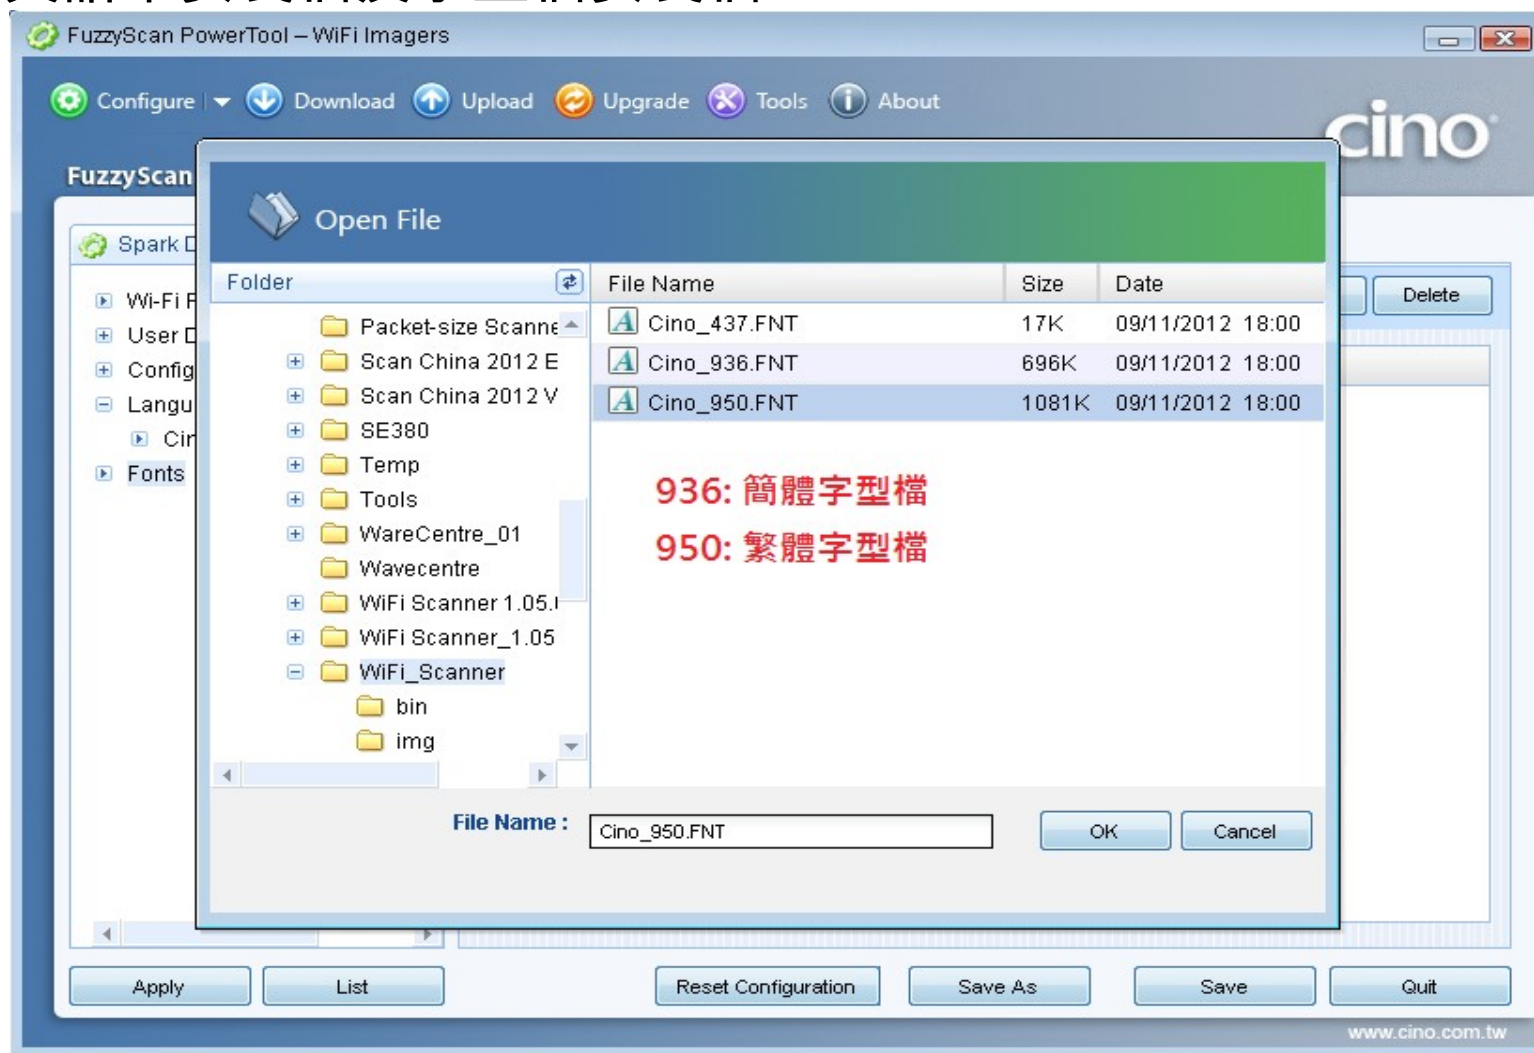 FuzzyScan PowerTool – WiFi Imagers
Configure Download Upload Upgrade Tools About
cino
FuzzyScan
Open File
Spark
Folder File Name Size Date
Delete
Wi-Fi
User
Config
Langu
Cin
Fonts
Packet-size Scanne
Scan China 2012 E
Scan China 2012 V
SE380
Temp
Tools
WareCentre_01
Wavecentre
WiFi Scanner 1.05.
WiFi Scanner_1.05
WiFi_Scanner
bin
img
Cino_437.FNT 17K 09/11/2012 18:00
Cino_936.FNT 696K 09/11/2012 18:00
Cino_950.FNT 1081K 09/11/2012 18:00
936: 簡體字型檔
950: 繁體字型檔
File Name : Cino_950.FNT OK Cancel
Apply List Reset Configuration Save As Save Quit
www.cino.com.tw